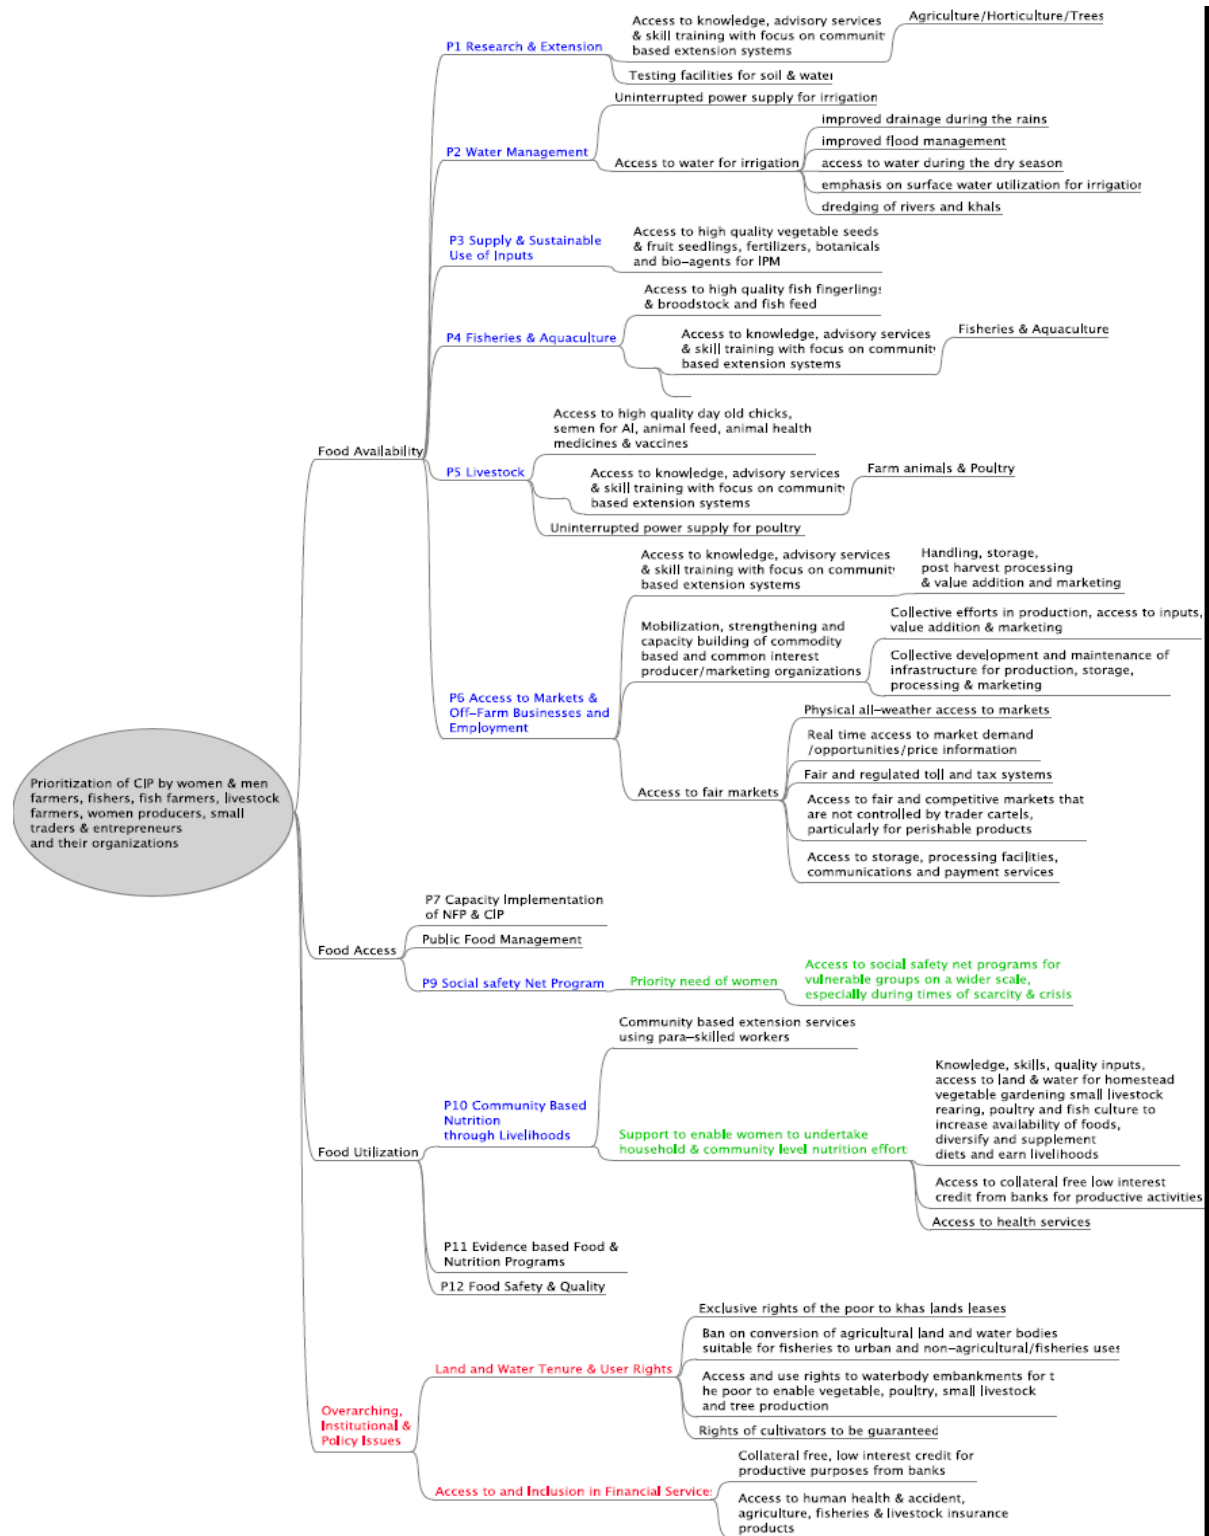 Prioritization of CIP by women & men
farmers, fishers, fish farmers, livestock
farmers, women producers, small
traders & entrepreneurs
and their organizations
Food Availability
P1 Research & Extension
Access to knowledge, advisory services
& skill training with focus on communit
based extension systems
Agriculture/Horticulture/Trees
Testing facilities for soil & water
P2 Water Management
Uninterrupted power supply for irrigation
Access to water for irrigation
improved drainage during the rains
improved flood management
access to water during the dry season
emphasis on surface water utilization for irrigation
dredging of rivers and khals
P3 Supply & Sustainable
Use of Inputs
Access to high quality vegetable seeds
& fruit seedlings, fertilizers, botanicals
and bio-agents for IPM
P4 Fisheries & Aquaculture
Access to high quality fish fingerlings
& broodstock and fish feed
Access to knowledge, advisory services
& skill training with focus on communit
based extension systems
Fisheries & Aquaculture
P5 Livestock
Access to high quality day old chicks,
semen for AI, animal feed, animal health
medicines & vaccines
Access to knowledge, advisory services
& skill training with focus on community
based extension systems
Farm animals & Poultry
Uninterrupted power supply for poultry
P6 Access to Markets &
Off-Farm Businesses and
Employment
Access to knowledge, advisory services
& skill training with focus on communit
based extension systems
Handling, storage,
post harvest processing
& value addition and marketing
Mobilization, strengthening and
capacity building of commodity
based and common interest
producer/marketing organizations
Collective efforts in production, access to inputs,
value addition & marketing
Collective development and maintenance of
infrastructure for production, storage,
processing & marketing
Access to fair markets
Physical all-weather access to markets
Real time access to market demand
/opportunities/price information
Fair and regulated toll and tax systems
Access to fair and competitive markets that
are not controlled by trader cartels,
particularly for perishable products
Access to storage, processing facilities,
communications and payment services
Food Access
P7 Capacity Implementation
of NFP & CIP
Public Food Management
P9 Social safety Net Program
Priority need of women
Access to social safety net programs for
vulnerable groups on a wider scale,
especially during times of scarcity & crisis
Food Utilization
P10 Community Based
Nutrition
through Livelihoods
Community based extension services
using para-skilled workers
Support to enable women to undertake
household & community level nutrition effort
Knowledge, skills, quality inputs,
access to land & water for homestead
vegetable gardening small livestock
rearing, poultry and fish culture to
increase availability of foods,
diversify and supplement
diets and earn livelihoods
Access to collateral free low interest
credit from banks for productive activities
Access to health services
P11 Evidence based Food &
Nutrition Programs
P12 Food Safety & Quality
Overarching,
Institutional &
Policy Issues
Land and Water Tenure & User Rights
Exclusive rights of the poor to khas lands leases
Ban on conversion of agricultural land and water bodies
suitable for fisheries to urban and non-agricultural/fisheries uses
Access and use rights to waterbody embankments for t
he poor to enable vegetable, poultry, small livestock
and tree production
Rights of cultivators to be guaranteed
Access to and Inclusion in Financial Services
Collateral free, low interest credit for
productive purposes from banks
Access to human health & accident,
agriculture, fisheries & livestock insurance
products